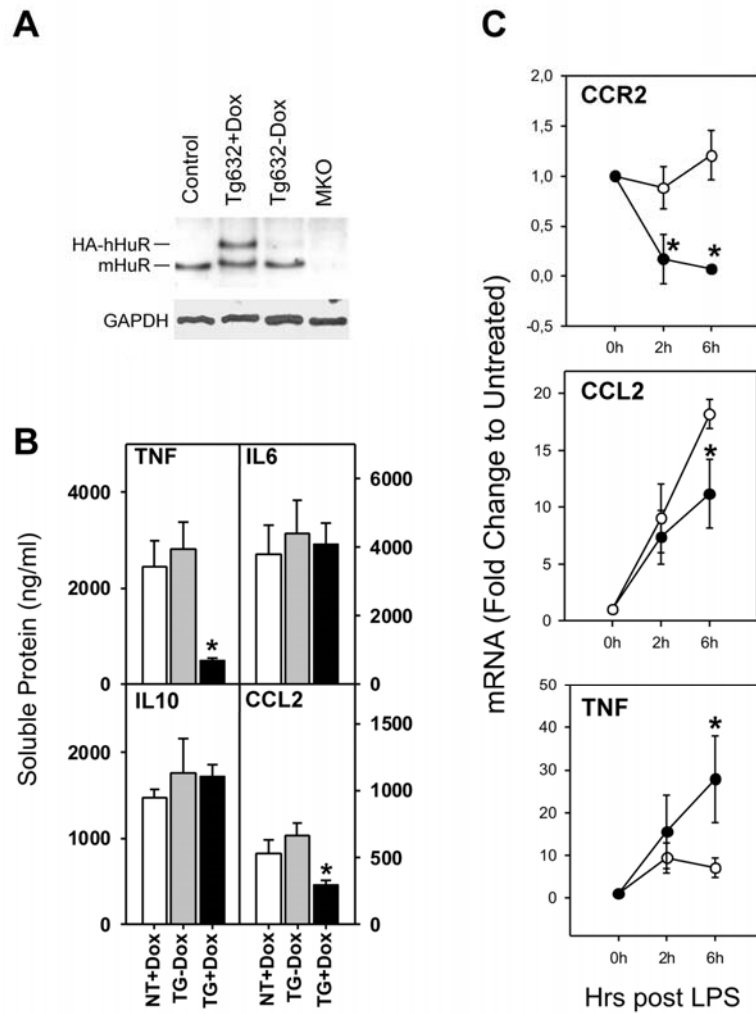 A
Control
Tg632+Dox
Tg632-Dox
MKO
HA-hHuR
mHuR
GAPDH
B
Soluble Protein (ng/ml)
TNF
4000
2000
0
IL6
6000
4000
2000
0
IL10
2000
1000
0
CCL2
1500
1000
500
0
NT+Dox
TG-Dox
TG+Dox
NT+Dox
TG-Dox
TG+Dox
*
*
C
mRNA (Fold Change to Untreated)
CCR2
2,0
1,5
1,0
0,5
0,0
-0,5
* *
0h 2h 6h
CCL2
20
15
10
5
0
*
0h 2h 6h
TNF
50
40
30
20
10
0
*
0h 2h 6h
Hrs post LPS